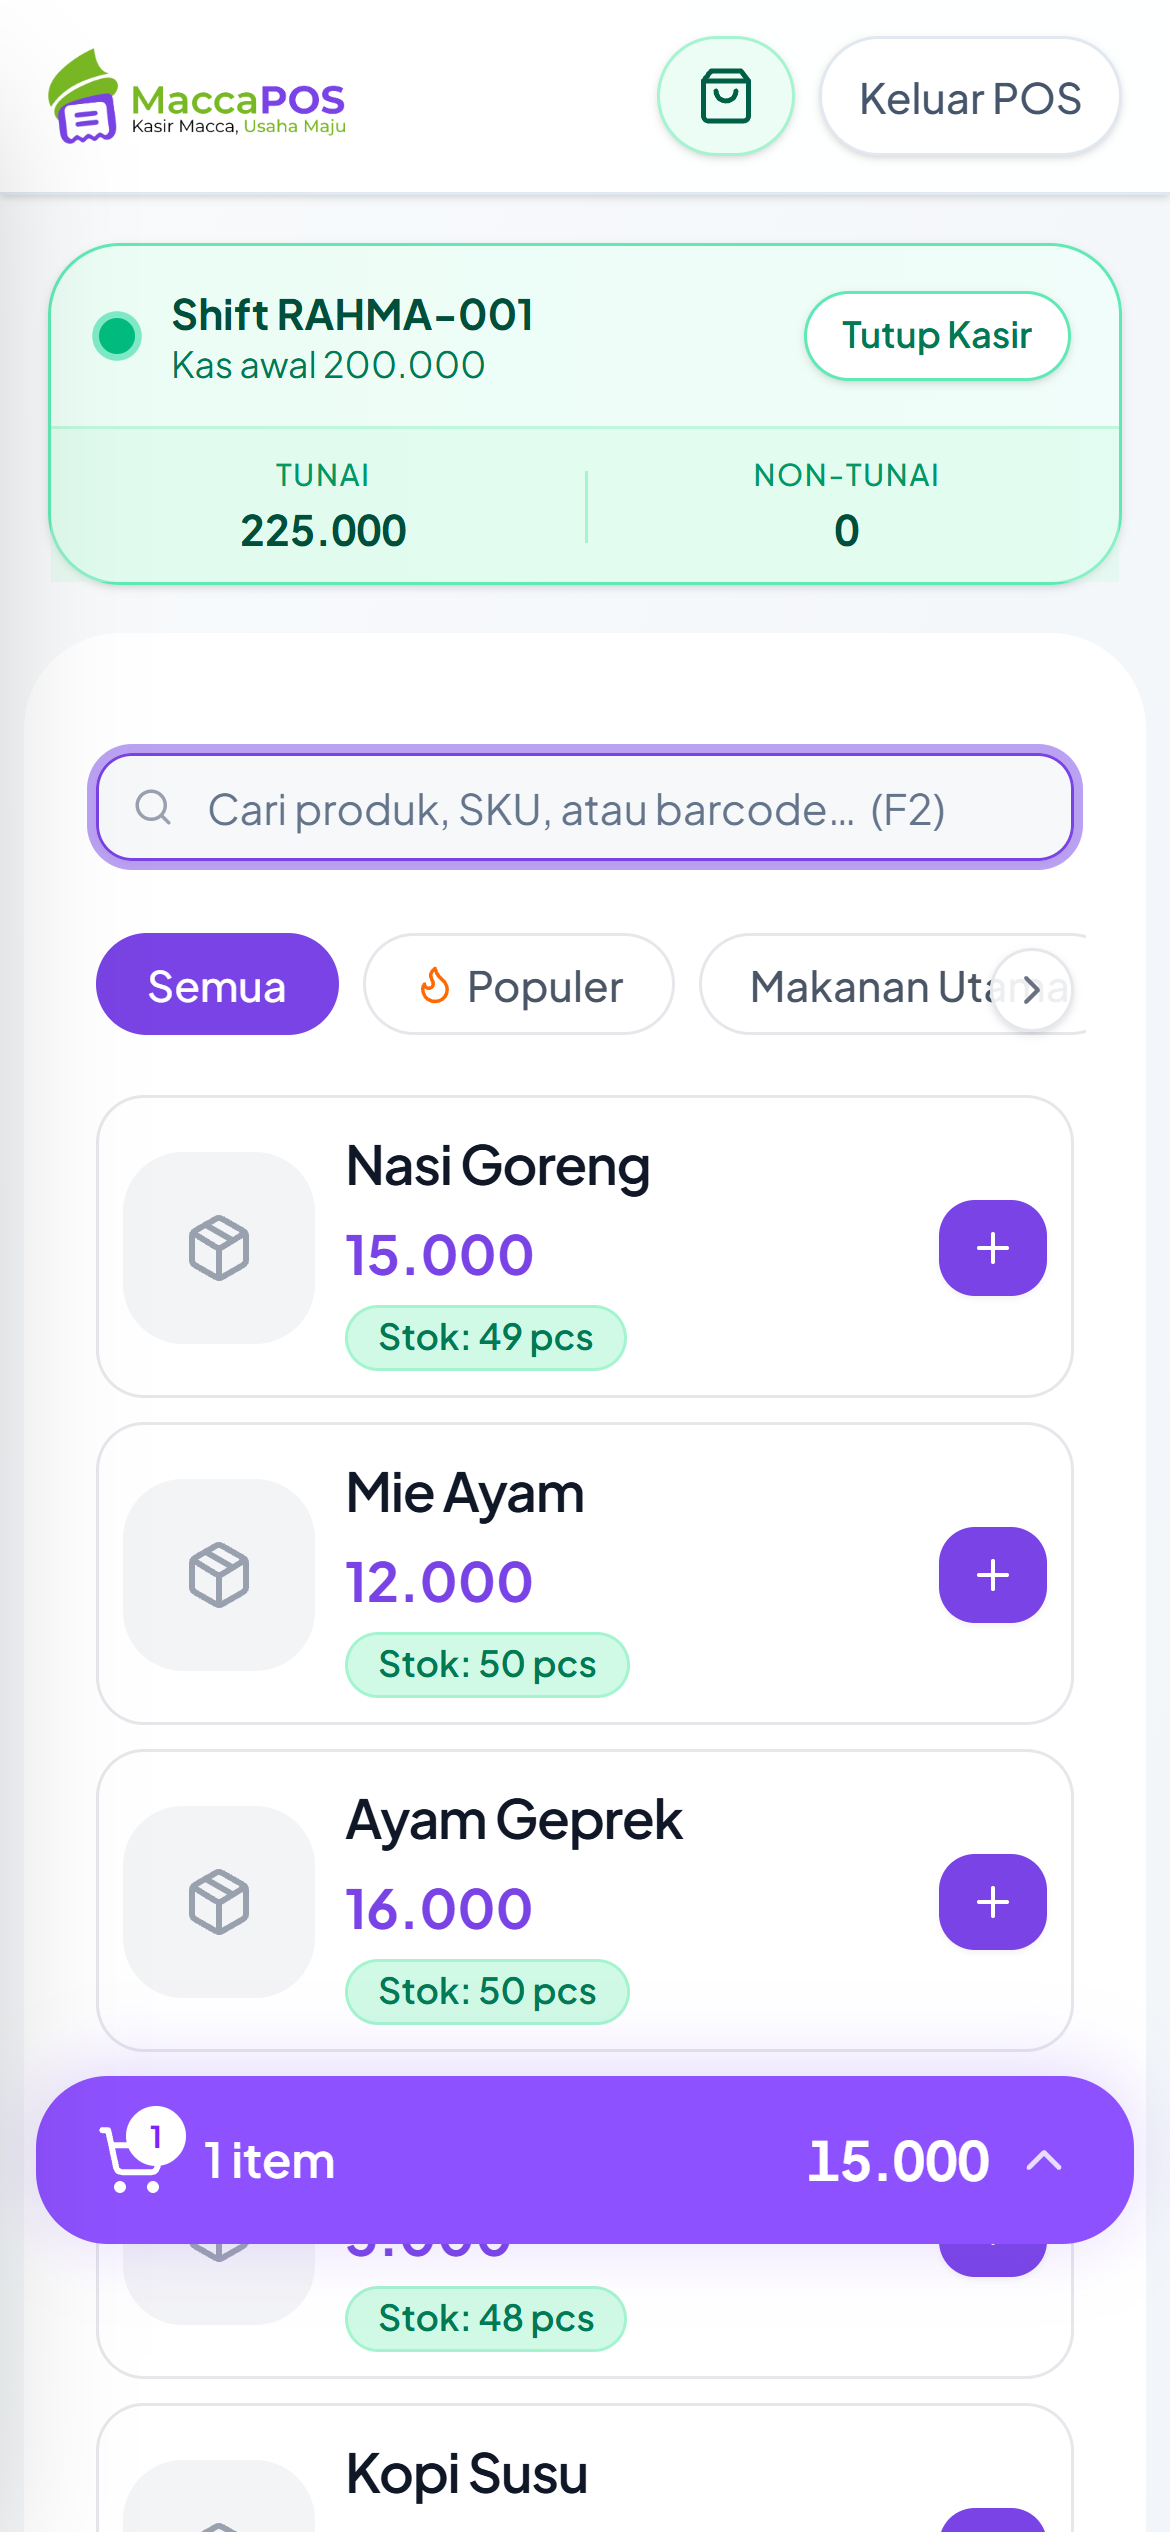 MaccaPOS
Kasir Macca, Usaha Maju
Keluar POS
Shift RAHMA-001
Kas awal 200.000
Tutup Kasir
TUNAI
225.000
NON-TUNAI
0
Cari produk, SKU, atau barcode... (F2)
Semua
Populer
Makanan Utama
Nasi Goreng
15.000
Stok: 49 pcs
Mie Ayam
12.000
Stok: 50 pcs
Ayam Geprek
16.000
Stok: 50 pcs
1
1 item
15.000
Stok: 48 pcs
Kopi Susu